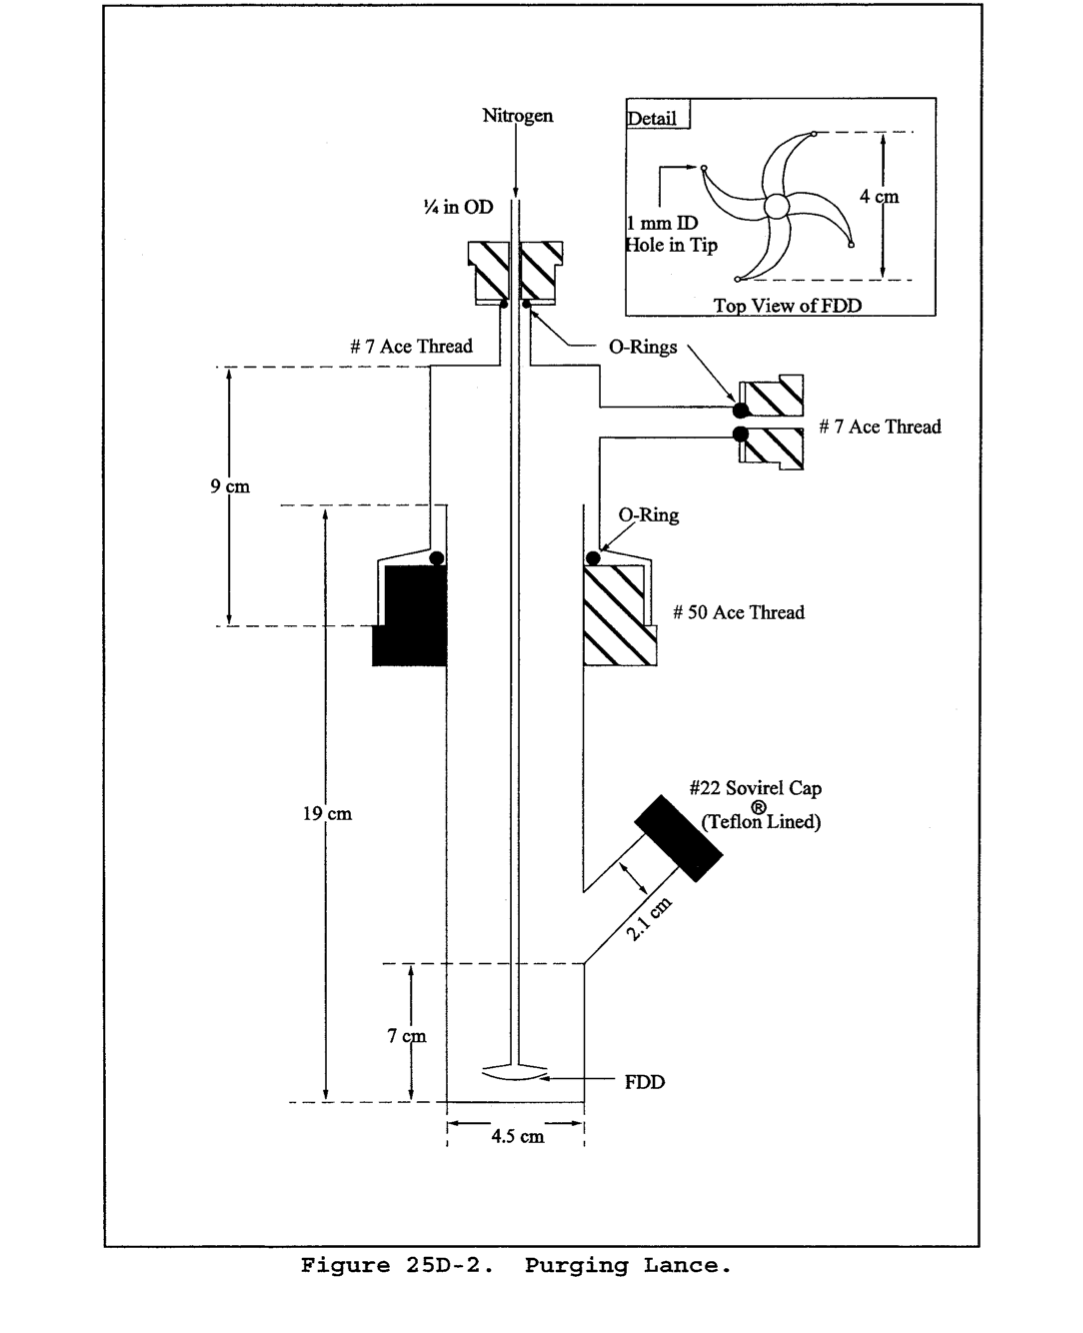 Nitrogen
Detail
¼ in OD
4 cm
1 mm ID
Hole in Tip
Top View of FDD
# 7 Ace Thread
O-Rings
# 7 Ace Thread
9 cm
O-Ring
# 50 Ace Thread
#22 Sovirel Cap
®
(Teflon Lined)
19 cm
2.1 cm
7 cm
FDD
4.5 cm
Figure 25D-2. Purging Lance.